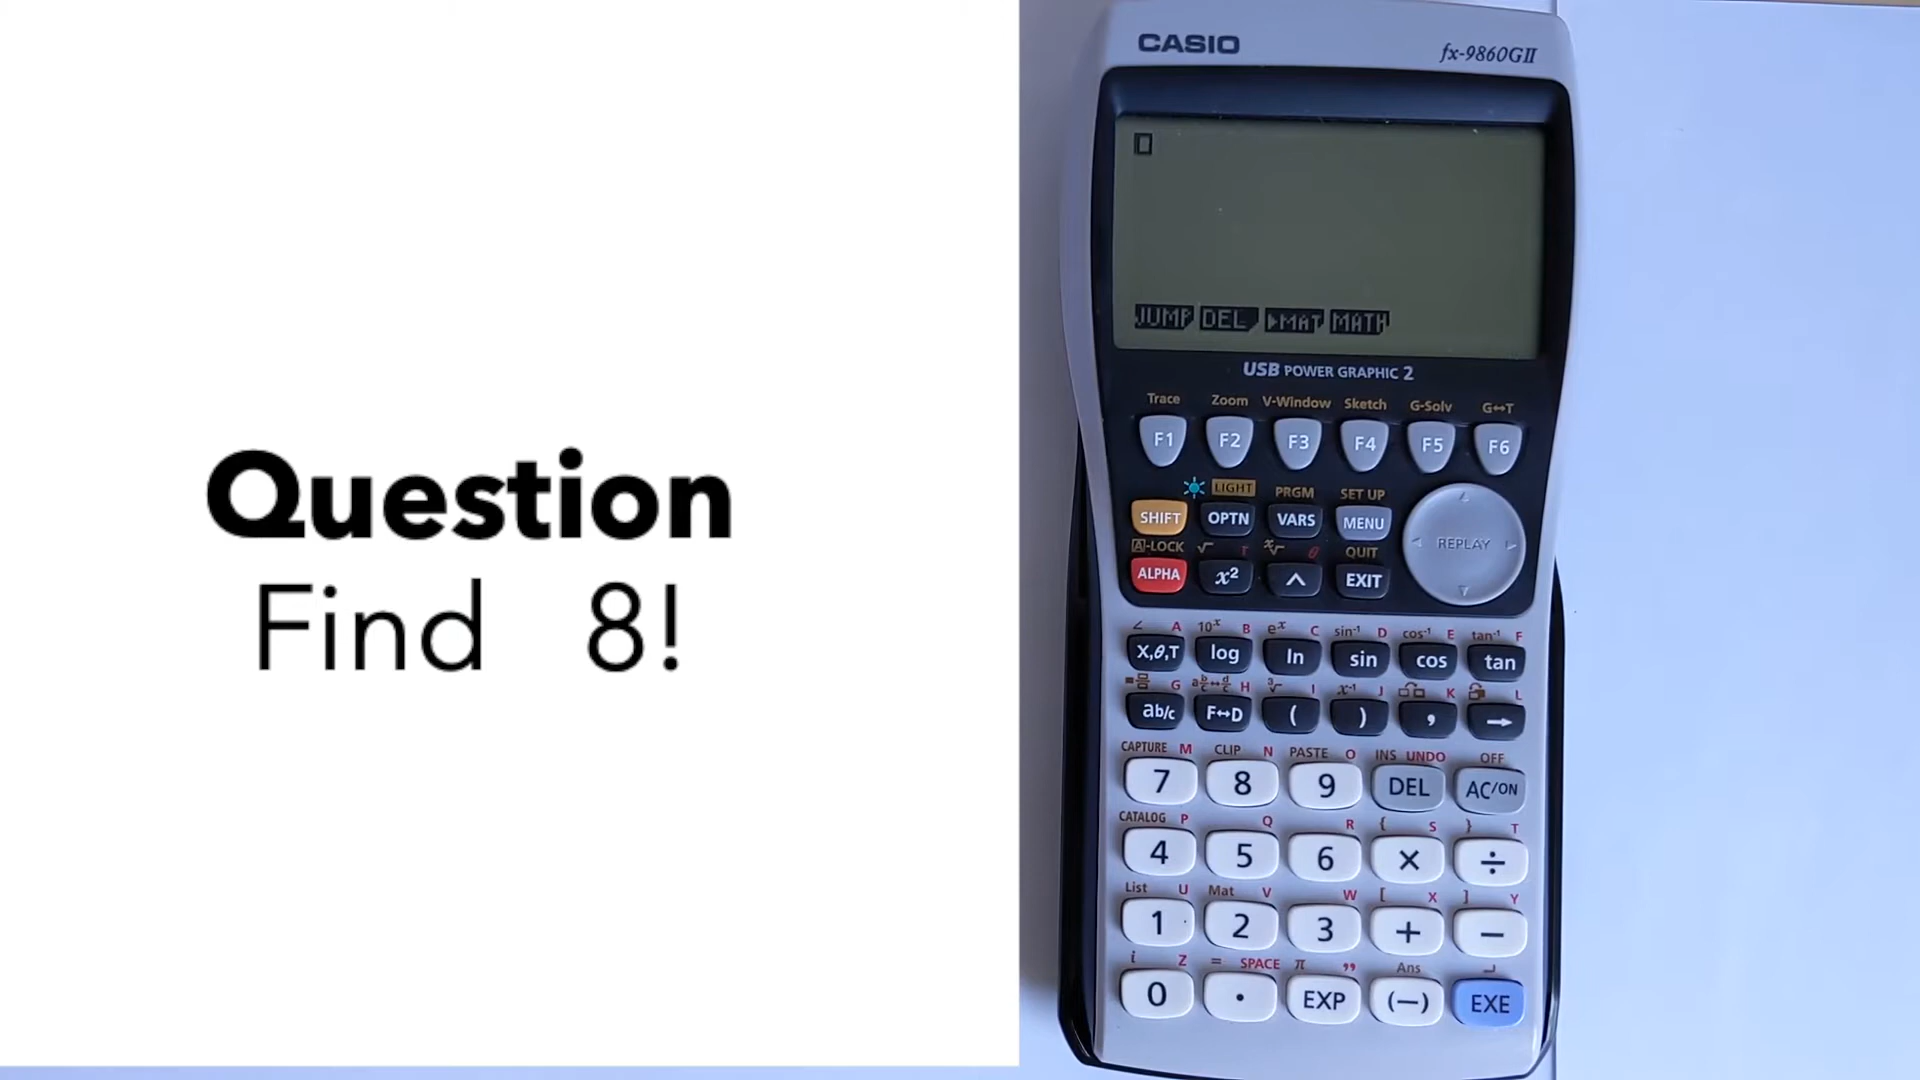 Question
Find 8!
CASIO
fx-9860GII
JUMP DEL ▶MAT MATH
USB POWER GRAPHIC 2
Trace Zoom V-Window Sketch G-Solv G↔T
F1 F2 F3 F4 F5 F6
LIGHT PRGM SET UP
SHIFT OPTN VARS MENU
REPLAY
A-LOCK √ r ˣ√ θ QUIT
ALPHA x² ^ EXIT
∠ A 10ˣ B eˣ C sin⁻¹ D cos⁻¹ E tan⁻¹ F
X,θ,T log ln sin cos tan
G a b/c↔d/c H ³√ I x⁻¹ J K L
ab/c F↔D ( ) , →
CAPTURE M CLIP N PASTE O INS UNDO OFF
7 8 9 DEL AC/ON
CATALOG P Q R { S } T
4 5 6 × ÷
List U Mat V W [ X ] Y
1 2 3 + −
i Z = SPACE π ” Ans ↵
0 • EXP (−) EXE